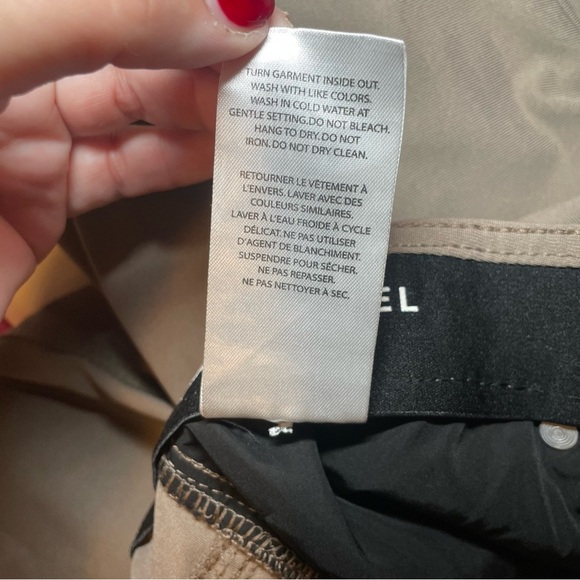 TURN GARMENT INSIDE OUT.
WASH WITH LIKE COLORS.
WASH IN COLD WATER AT
GENTLE SETTING.DO NOT BLEACH.
HANG TO DRY.DO NOT
IRON.DO NOT DRY CLEAN.
RETOURNER LE VÊTEMENT À
L'ENVERS. LAVER AVEC DES
COULEURS SIMILAIRES.
LAVER À L'EAU FROIDE À CYCLE
DÉLICAT. NE PAS UTILISER
D'AGENT DE BLANCHIMENT.
SUSPENDRE POUR SÉCHER.
NE PAS REPASSER.
NE PAS NETTOYER À SEC.
EL